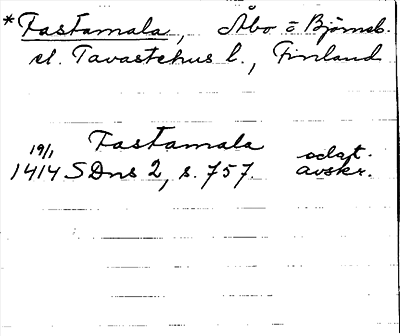 *Fastamala, Åbo o Björneb.
el. Tavastehus l., Finland
Fastamala
19/1 odat.
1414 SDns 2, s. 757. avskr.